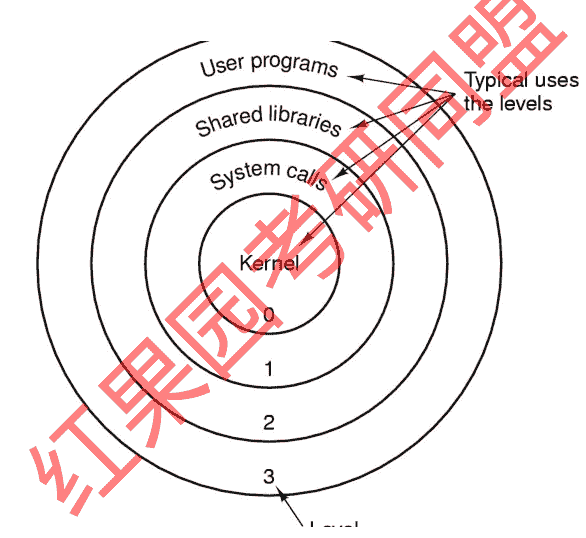 User programs
Typical uses
the levels
Shared libraries
System calls
Kernel
0
1
2
3
Level
红果园考研同盟